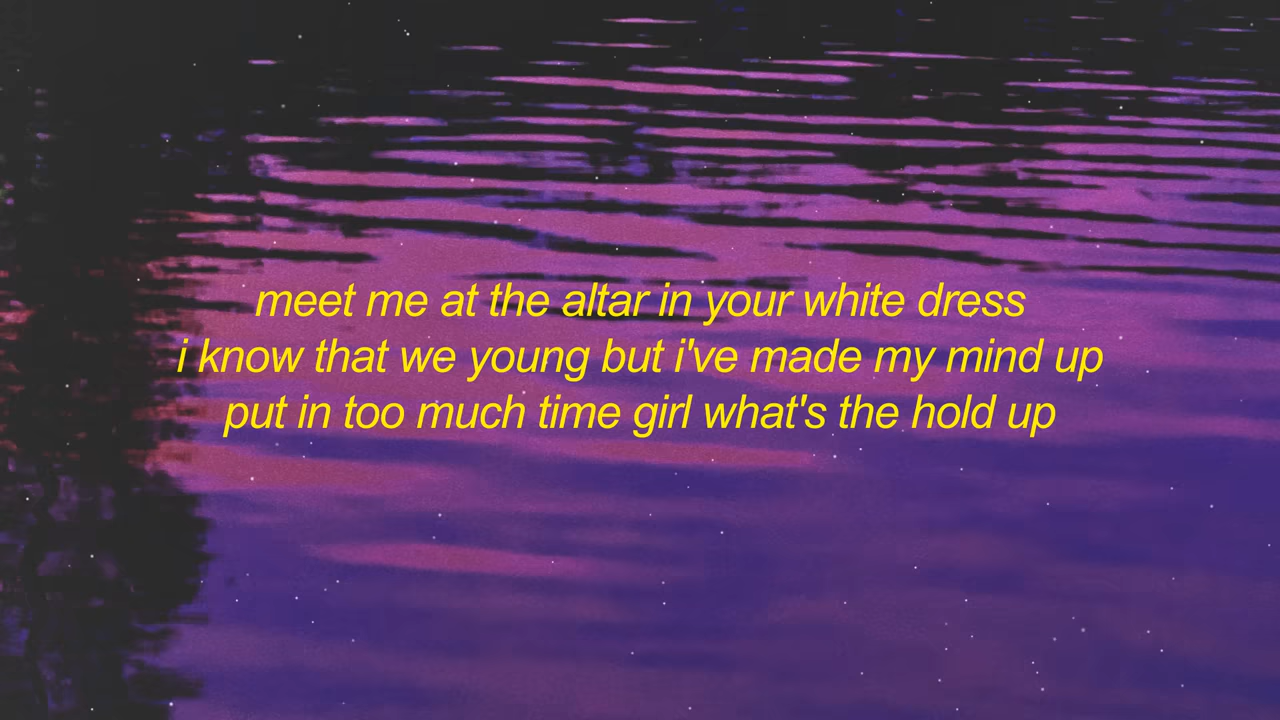 meet me at the altar in your white dress
i know that we young but i've made my mind up
put in too much time girl what's the hold up